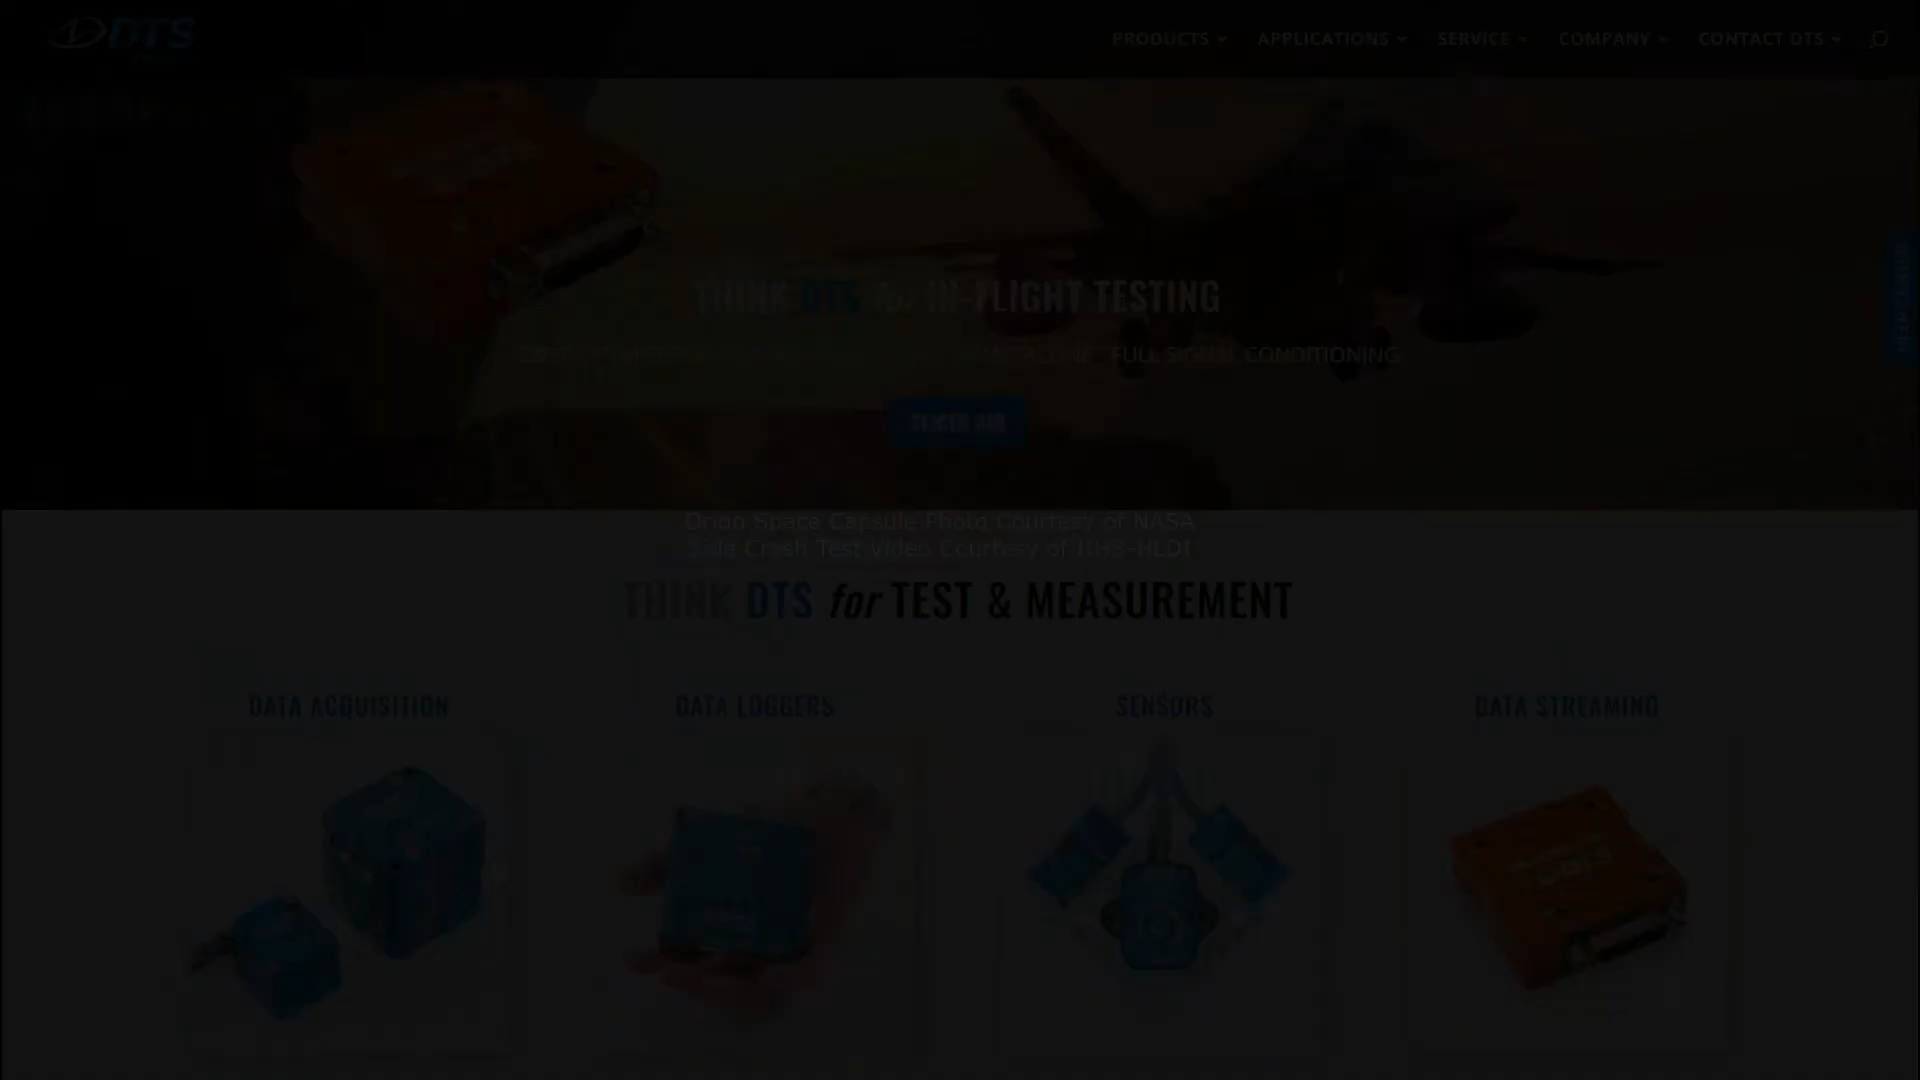 DTS
PRODUCTS
APPLICATIONS
SERVICE
COMPANY
CONTACT DTS
THINK DTS for IN-FLIGHT TESTING
FULL SIGNAL CONDITIONING
SLICE6 AIR
Orion Space Capsule Photo Courtesy of NASA
Side Crash Test Video Courtesy of IIHS-HLDI
THINK DTS for TEST & MEASUREMENT
DATA ACQUISITION
DATA LOGGERS
SENSORS
DATA STREAMING